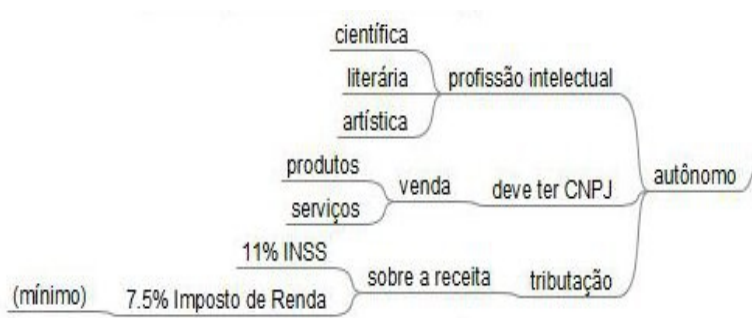 científica
literária
artística
profissão intelectual
produtos
serviços
venda
deve ter CNPJ
autônomo
11% INSS
(mínimo)
7.5% Imposto de Renda
sobre a receita
tributação